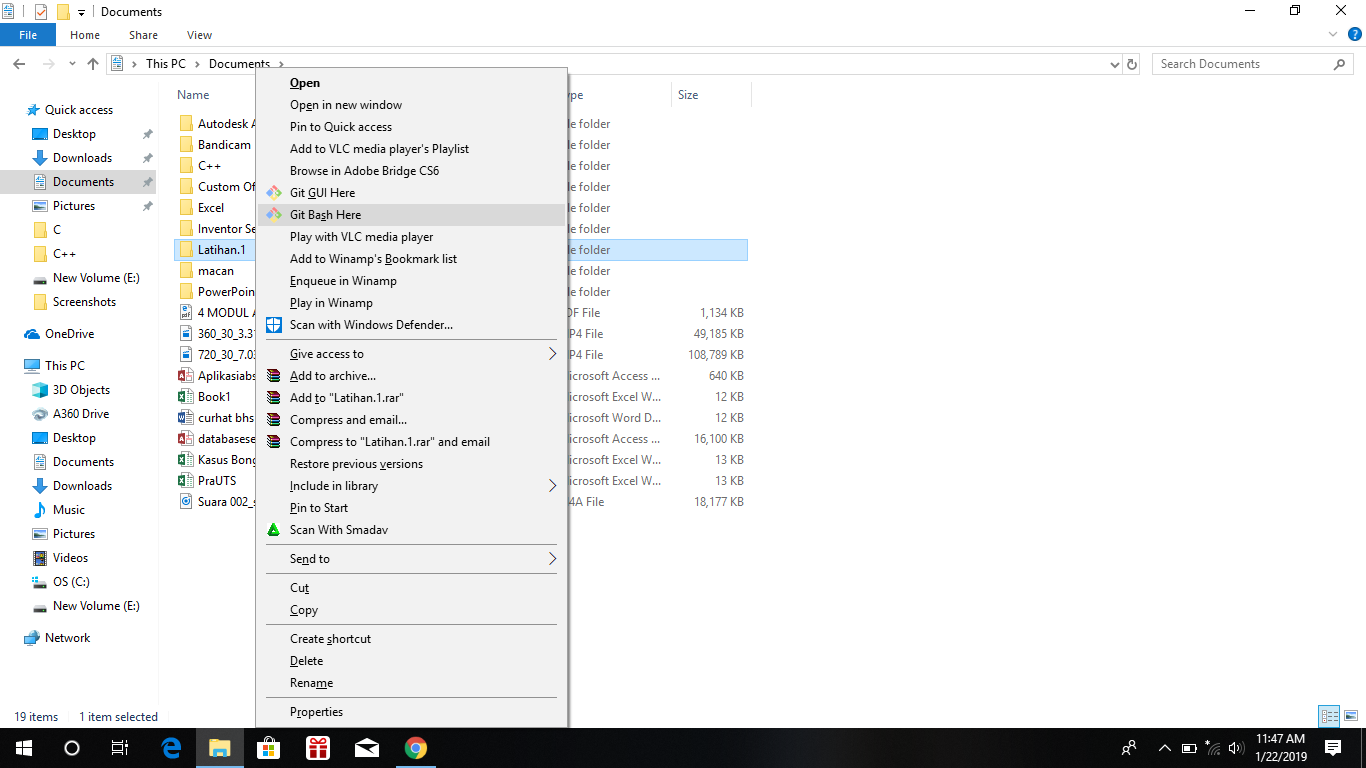 Documents
File Home Share View
This PC Documents Search Documents
Name ype Size
Quick access
Desktop
Downloads
Documents
Pictures
C
C++
New Volume (E:)
Screenshots
OneDrive
This PC
3D Objects
A360 Drive
Desktop
Documents
Downloads
Music
Pictures
Videos
OS (C:)
New Volume (E:)
Network
Autodesk A le folder
Bandicam le folder
C++ le folder
Custom Of le folder
Excel le folder
Inventor Se le folder
Latihan.1 le folder
macan le folder
PowerPoin le folder
4 MODUL A DF File 1,134 KB
360_30_3.31 P4 File 49,185 KB
720_30_7.03 P4 File 108,789 KB
Aplikasiabs icrosoft Access ... 640 KB
Book1 icrosoft Excel W... 12 KB
curhat bhs icrosoft Word D... 12 KB
databasese icrosoft Access ... 16,100 KB
Kasus Bong icrosoft Excel W... 13 KB
PraUTS icrosoft Excel W... 13 KB
Suara 002_s 4A File 18,177 KB
Open
Open in new window
Pin to Quick access
Add to VLC media player's Playlist
Browse in Adobe Bridge CS6
Git GUI Here
Git Bash Here
Play with VLC media player
Add to Winamp's Bookmark list
Enqueue in Winamp
Play in Winamp
Scan with Windows Defender...
Give access to
Add to archive...
Add to "Latihan.1.rar"
Compress and email...
Compress to "Latihan.1.rar" and email
Restore previous versions
Include in library
Pin to Start
Scan With Smadav
Send to
Cut
Copy
Create shortcut
Delete
Rename
Properties
19 items 1 item selected
11:47 AM
1/22/2019